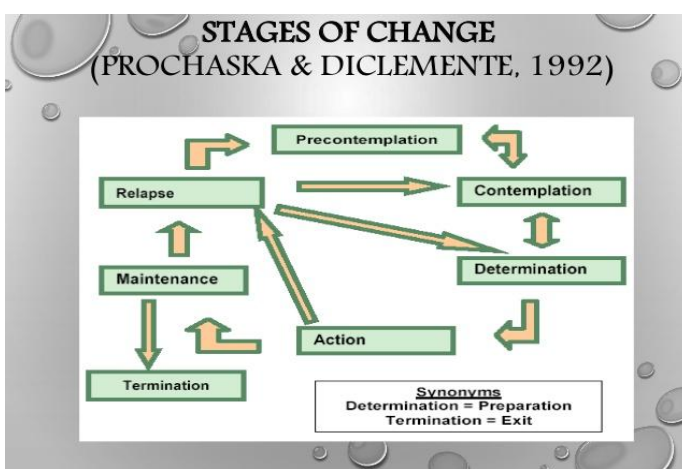 STAGES OF CHANGE
(PROCHASKA & DICLEMENTE, 1992)
Precontemplation
Relapse
Contemplation
Maintenance
Determination
Action
Termination
Synonyms
Determination = Preparation
Termination = Exit